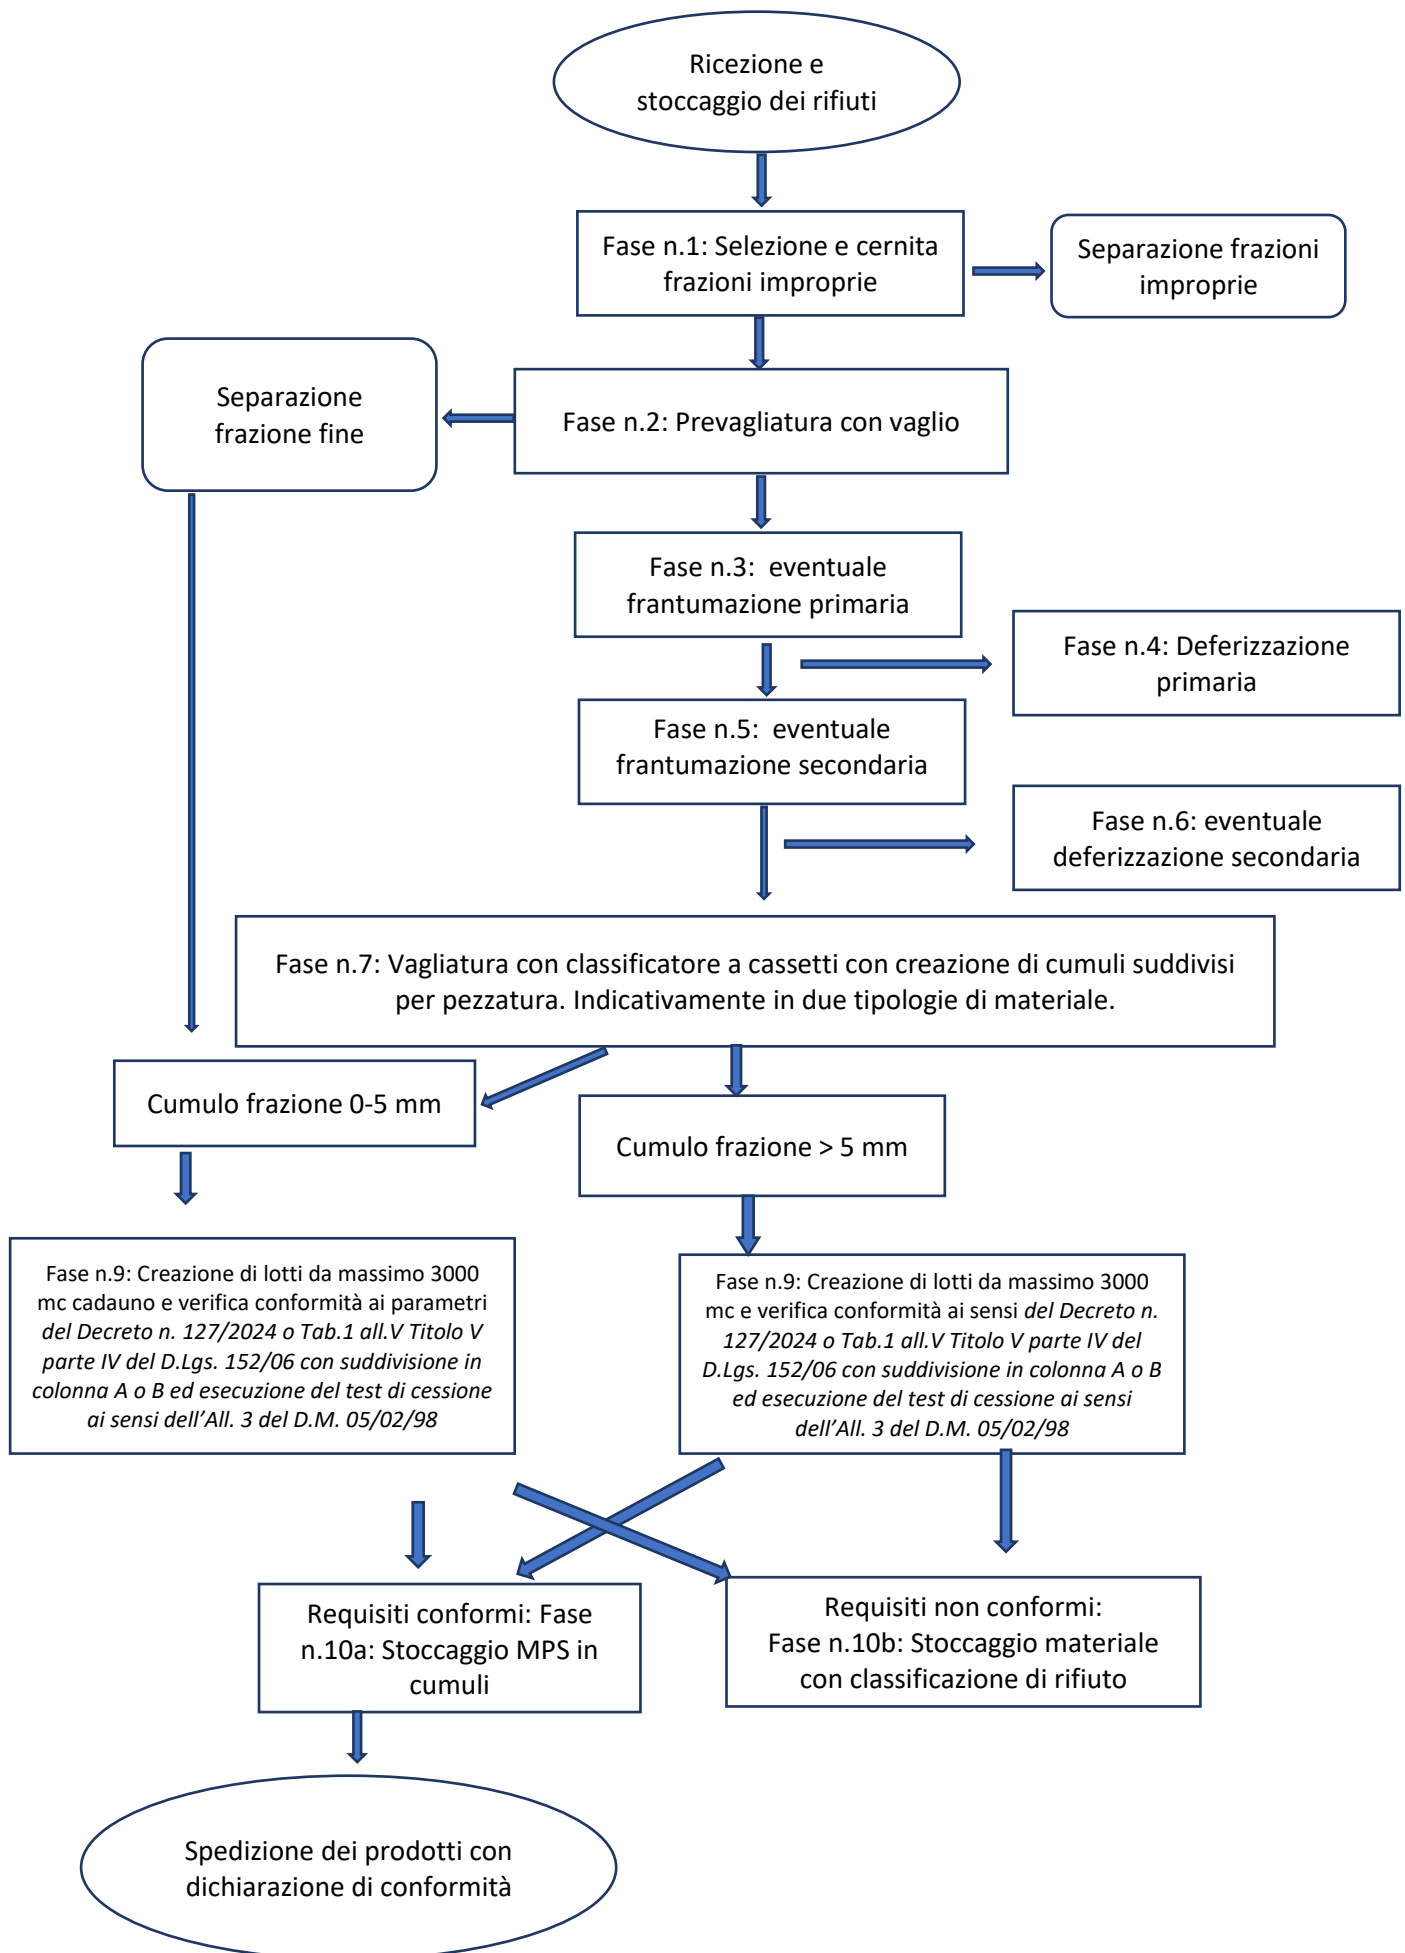 Ricezione e
stoccaggio dei rifiuti
Fase n.1: Selezione e cernita
frazioni improprie
Separazione frazioni
improprie
Separazione
frazione fine
Fase n.2: Prevagliatura con vaglio
Fase n.3:  eventuale
frantumazione primaria
Fase n.4: Deferizzazione
primaria
Fase n.5:  eventuale
frantumazione secondaria
Fase n.6: eventuale
deferizzazione secondaria
Fase n.7: Vagliatura con classificatore a cassetti con creazione di cumuli suddivisi
per pezzatura. Indicativamente in due tipologie di materiale.
Cumulo frazione 0-5 mm
Cumulo frazione > 5 mm
Fase n.9: Creazione di lotti da massimo 3000
mc cadauno e verifica conformità ai parametri
del Decreto n. 127/2024 o Tab.1 all.V Titolo V
parte IV del D.Lgs. 152/06 con suddivisione in
colonna A o B ed esecuzione del test di cessione
ai sensi dell’All. 3 del D.M. 05/02/98
Fase n.9: Creazione di lotti da massimo 3000
mc e verifica conformità ai sensi del Decreto n.
127/2024 o Tab.1 all.V Titolo V parte IV del
D.Lgs. 152/06 con suddivisione in colonna A o B
ed esecuzione del test di cessione ai sensi
dell’All. 3 del D.M. 05/02/98
Requisiti conformi: Fase
n.10a: Stoccaggio MPS in
cumuli
Requisiti non conformi:
Fase n.10b: Stoccaggio materiale
con classificazione di rifiuto
Spedizione dei prodotti con
dichiarazione di conformità